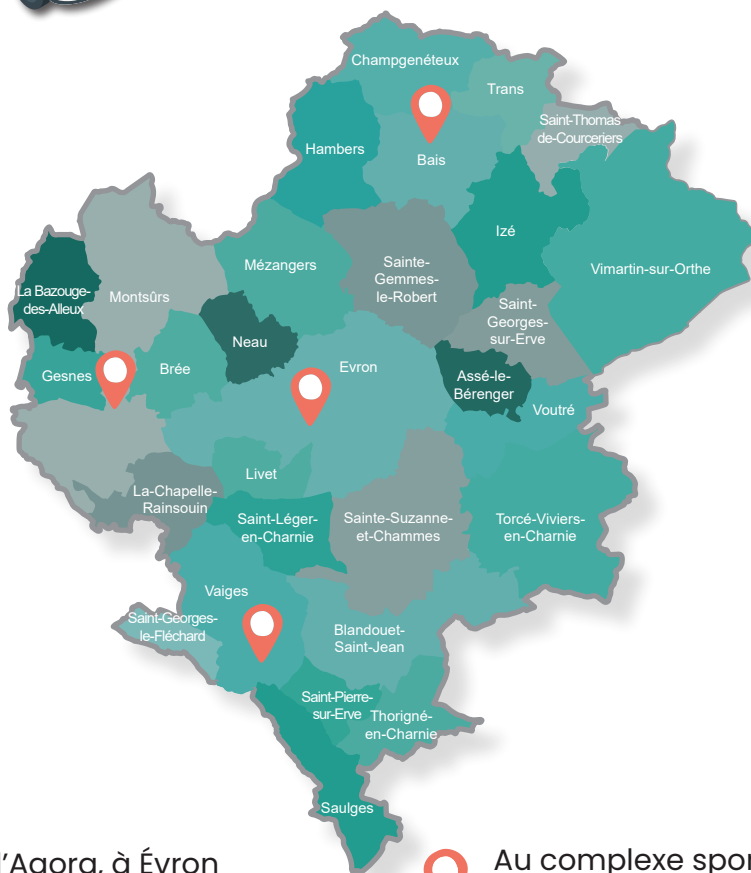 Champgenéteux
Trans
Saint-Thomas
de-Courceriers
Hambers
Bais
Izé
Mézangers
Sainte-
Gemmes-
le-Robert
Vimartin-sur-Orthe
La Bazouge-
des-Alleux
Montsûrs
Saint-
Georges-
sur-Erve
Neau
Gesnes
Brée
Evron
Assé-le-
Bérenger
Voutré
Livet
La-Chapelle-
Rainsouin
Saint-Léger-
en-Charnie
Sainte-Suzanne-
et-Chammes
Torcé-Viviers-
en-Charnie
Vaiges
Saint-Georges-
le-Fléchard
Blandouet-
Saint-Jean
Saint-Pierre-
sur-Erve
Thorigné-
en-Charnie
Saulges
l'Agora, à Évron
Au complexe spor